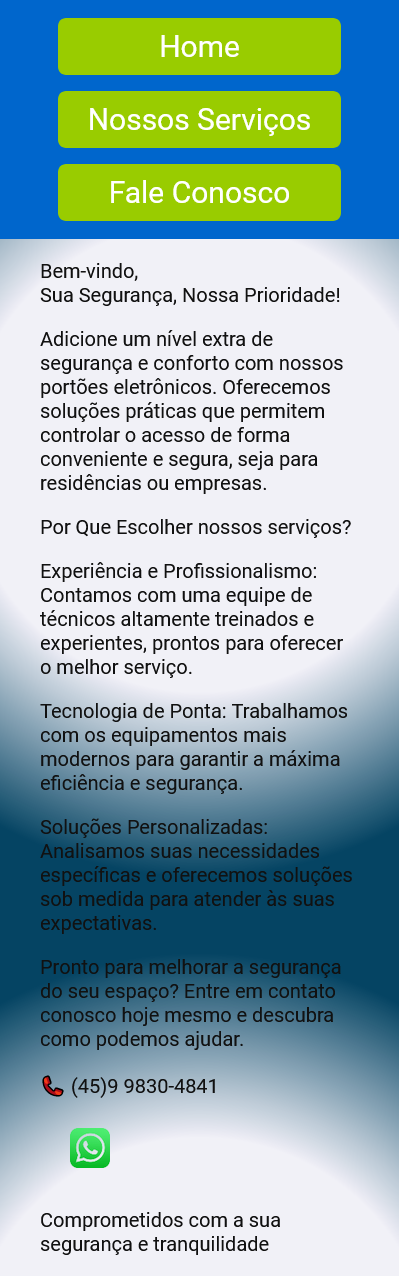 Home
Nossos Serviços
Fale Conosco
Bem-vindo,
Sua Segurança, Nossa Prioridade!
Adicione um nível extra de
segurança e conforto com nossos
portões eletrônicos. Oferecemos
soluções práticas que permitem
controlar o acesso de forma
conveniente e segura, seja para
residências ou empresas.
Por Que Escolher nossos serviços?
Experiência e Profissionalismo:
Contamos com uma equipe de
técnicos altamente treinados e
experientes, prontos para oferecer
o melhor serviço.
Tecnologia de Ponta: Trabalhamos
com os equipamentos mais
modernos para garantir a máxima
eficiência e segurança.
Soluções Personalizadas:
Analisamos suas necessidades
específicas e oferecemos soluções
sob medida para atender às suas
expectativas.
Pronto para melhorar a segurança
do seu espaço? Entre em contato
conosco hoje mesmo e descubra
como podemos ajudar.
(45)9 9830-4841
Comprometidos com a sua
segurança e tranquilidade